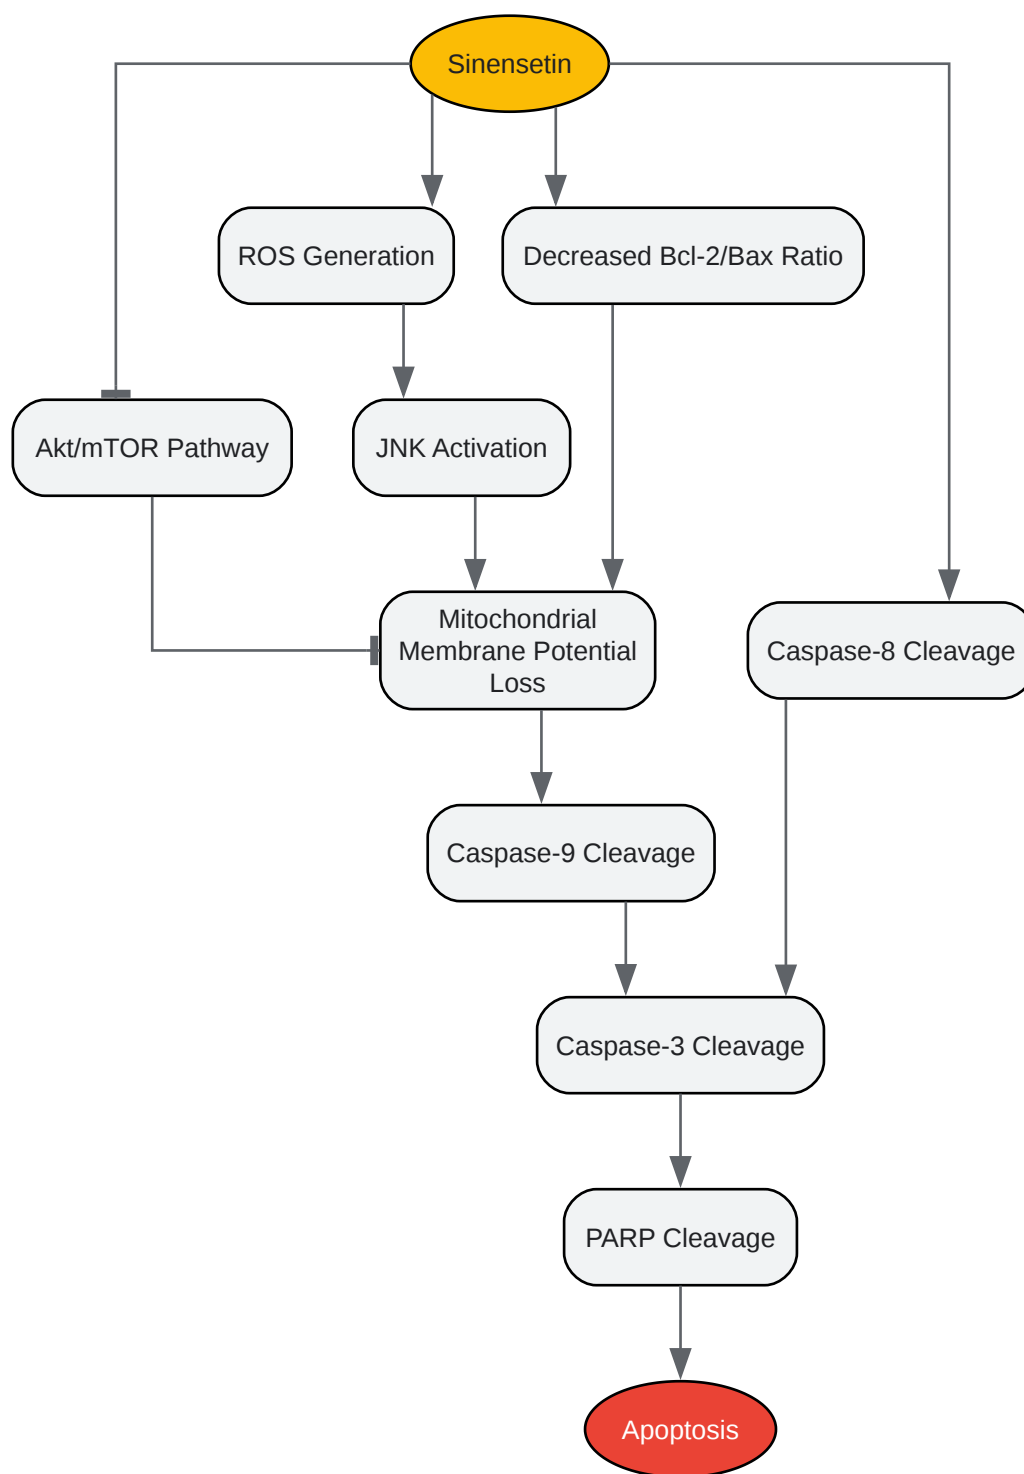 Sinensetin
ROS Generation
Decreased Bcl-2/Bax Ratio
Akt/mTOR Pathway
JNK Activation
Mitochondrial
Membrane Potential
Loss
Caspase-8 Cleavage
Caspase-9 Cleavage
Caspase-3 Cleavage
PARP Cleavage
Apoptosis